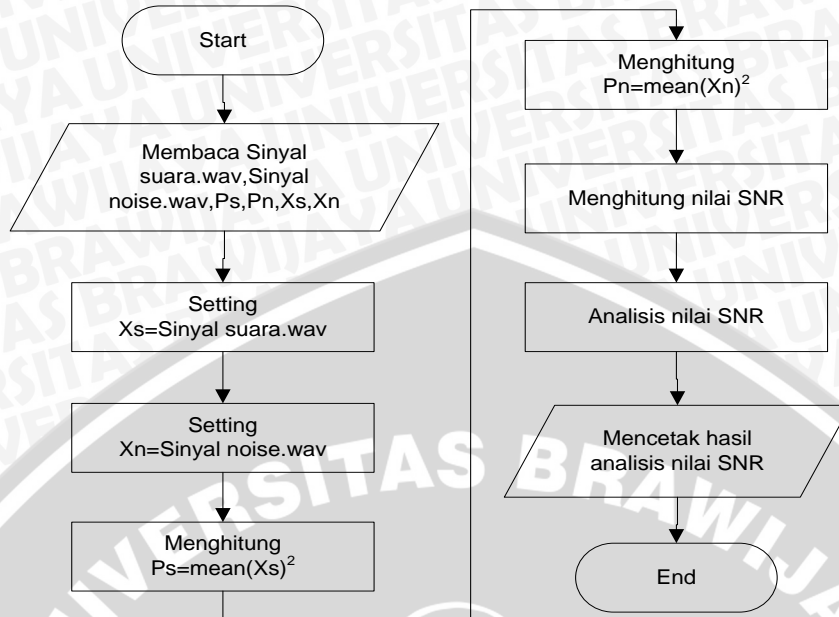 Start
Membaca Sinyal
suara.wav,Sinyal
noise.wav,Ps,Pn,Xs,Xn
Setting
Xs=Sinyal suara.wav
Setting
Xn=Sinyal noise.wav
Menghitung
Ps=mean(Xs)²
Menghitung
Pn=mean(Xn)²
Menghitung nilai SNR
Analisis nilai SNR
Mencetak hasil
analisis nilai SNR
End
UNIVERSITAS BRAWIJA